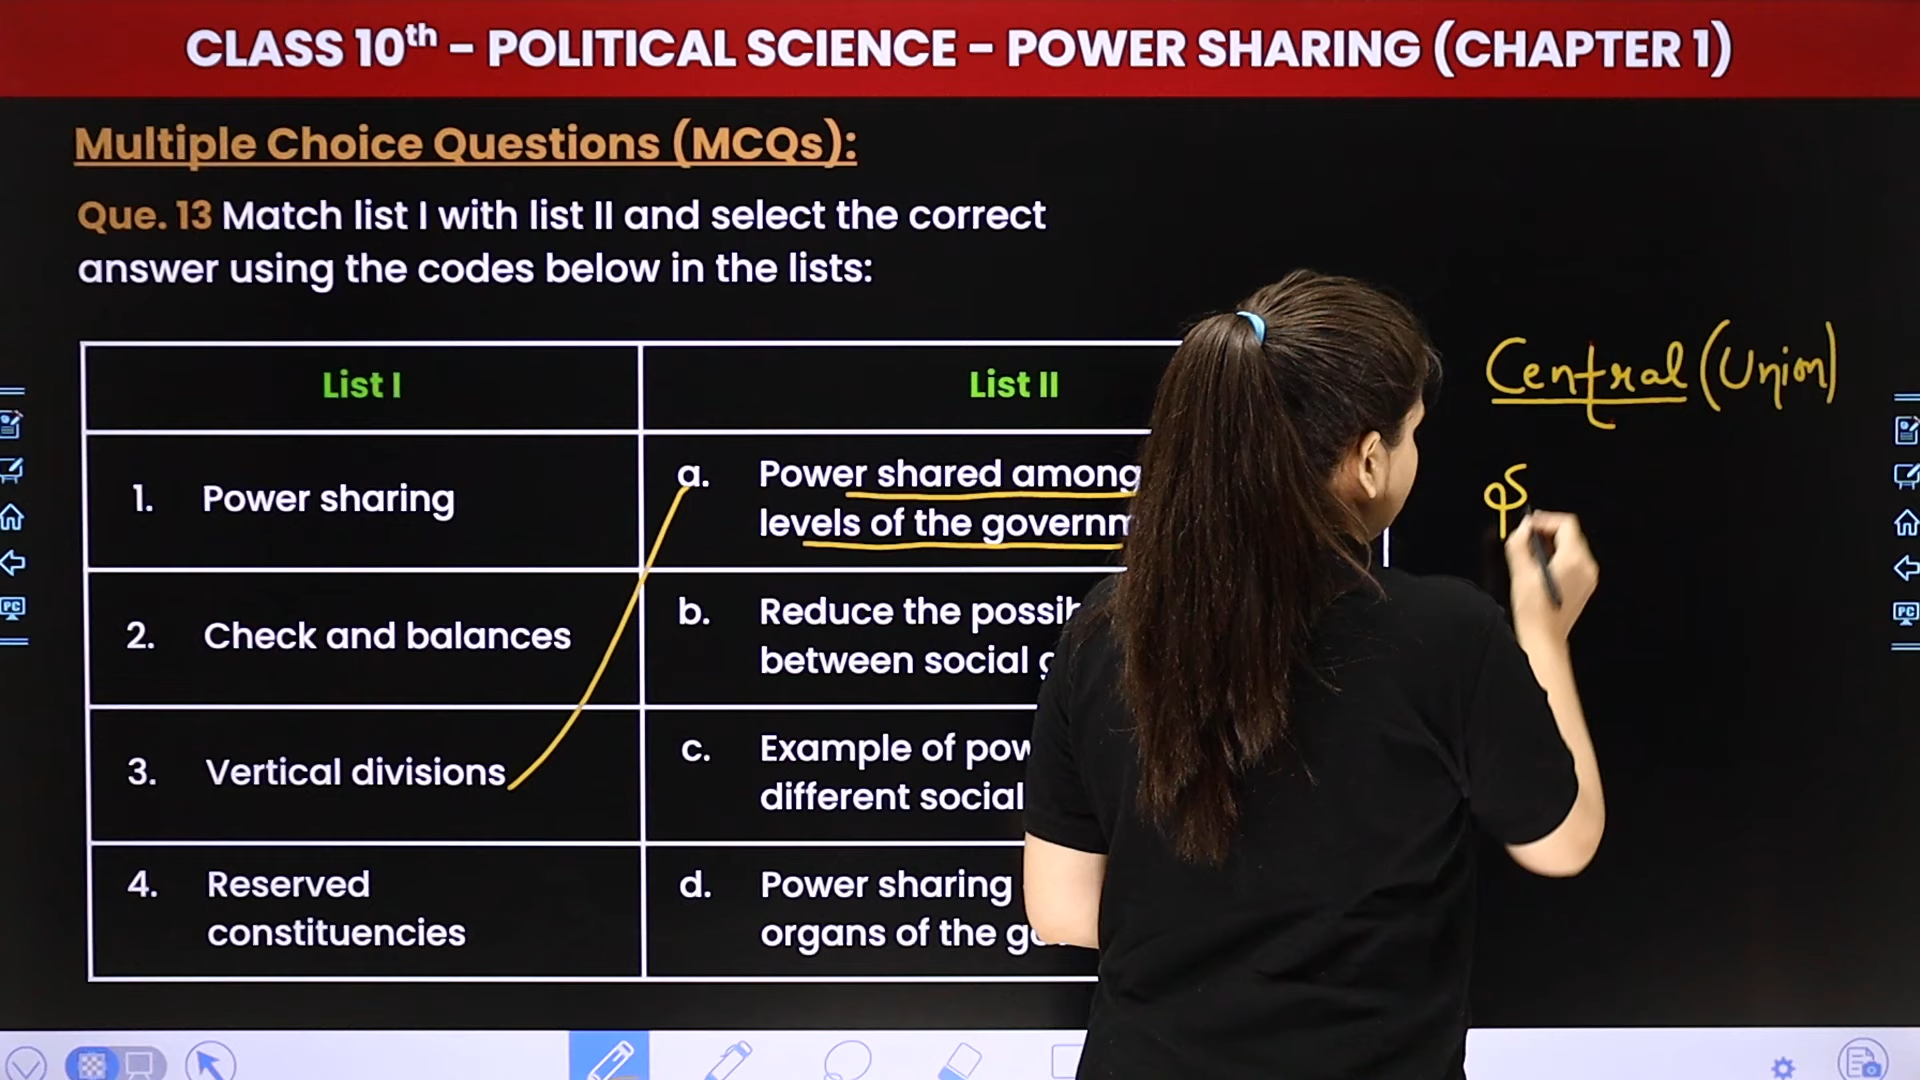 CLASS 10th - POLITICAL SCIENCE - POWER SHARING (CHAPTER 1)
Multiple Choice Questions (MCQs):
Que. 13 Match list I with list II and select the correct
answer using the codes below in the lists:
List I
List II
1. Power sharing
a. Power shared among
levels of the
2. Check and balances
b. Reduce the
between social
3. Vertical divisions
c. Example of
different social
4. Reserved
constituencies
d. Power sharing
organs of the
Central (Union)
PC
PC